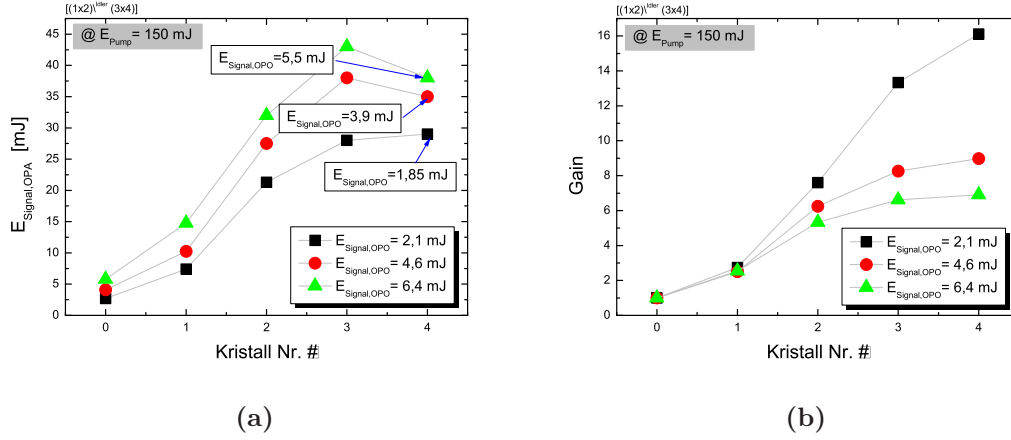 [(1x2)\^Idler (3x4)]
@ E_Pump = 150 mJ
45
40
35
30
25
20
15
10
5
0
E_Signal,OPA [mJ]
E_Signal,OPO=5,5 mJ
E_Signal,OPO=3,9 mJ
E_Signal,OPO=1,85 mJ
E_Signal,OPO= 2,1 mJ
E_Signal,OPO= 4,6 mJ
E_Signal,OPO= 6,4 mJ
0 1 2 3 4
Kristall Nr. #
(a)
[(1x2)\^Idler (3x4)]
@ E_Pump = 150 mJ
16
14
12
10
8
6
4
2
0
Gain
E_Signal,OPO= 2,1 mJ
E_Signal,OPO= 4,6 mJ
E_Signal,OPO= 6,4 mJ
0 1 2 3 4
Kristall Nr. #
(b)